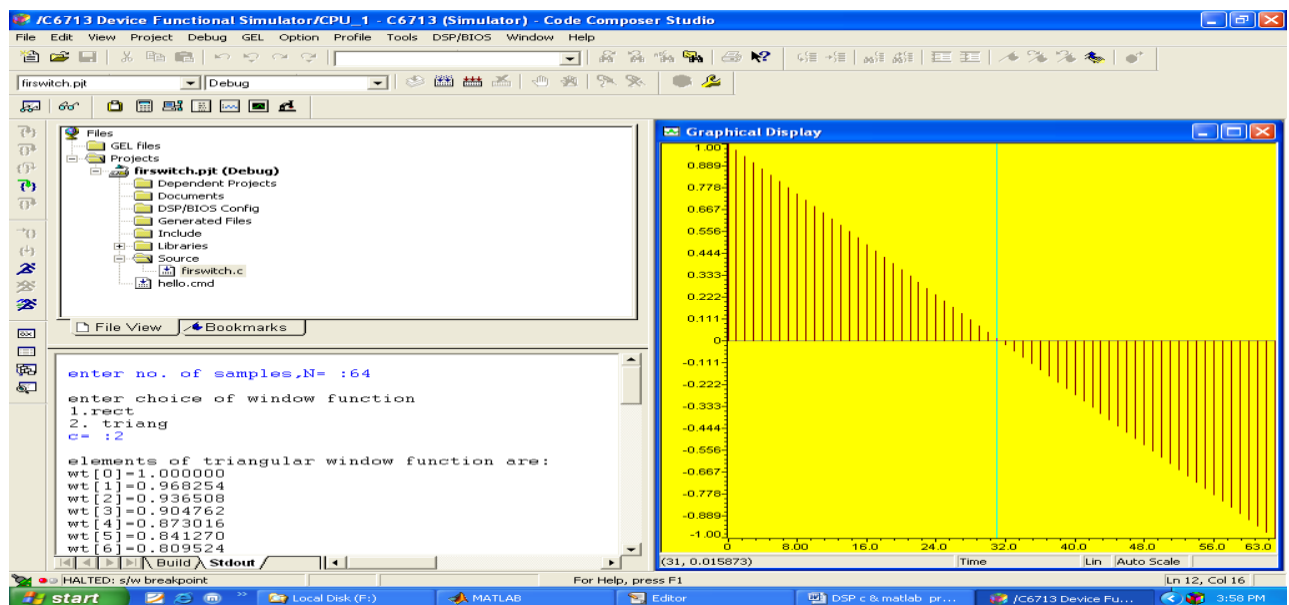 /C6713 Device Functional Simulator/CPU_1 - C6713 (Simulator) - Code Composer Studio
File Edit View Project Debug GEL Option Profile Tools DSP/BIOS Window Help
firswitch.pjt Debug
Files
GEL files
Projects
firswitch.pjt (Debug)
Dependent Projects
Documents
DSP/BIOS Config
Generated Files
Include
Libraries
Source
firswitch.c
hello.cmd
File View Bookmarks
enter no. of samples,N= :64
enter choice of window function
1.rect
2. triang
c= :2
elements of triangular window function are:
wt[0]=1.000000
wt[1]=0.968254
wt[2]=0.936508
wt[3]=0.904762
wt[4]=0.873016
wt[5]=0.841270
wt[6]=0.809524
Build Stdout
Graphical Display
1.00
0.889
0.778
0.667
0.556
0.444
0.333
0.222
0.111
0
-0.111
-0.222
-0.333
-0.444
-0.556
-0.667
-0.778
-0.889
-1.00
0 8.00 16.0 24.0 32.0 40.0 48.0 56.0 63.0
(31, 0.015873) Time Lin Auto Scale
HALTED: s/w breakpoint For Help, press F1 Ln 12, Col 16
start Local Disk (F:) MATLAB Editor DSP c & matlab pr... /C6713 Device Fu... 3:58 PM